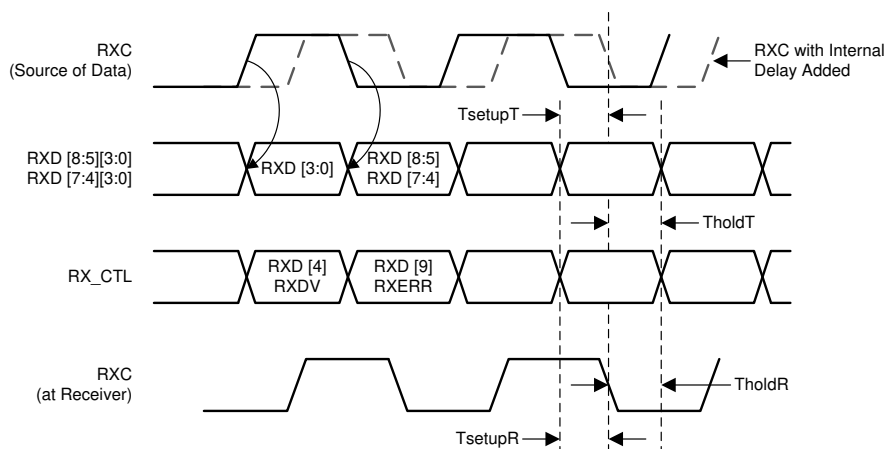 RXC
(Source of Data)
RXC with Internal
Delay Added
TsetupT
RXD [8:5][3:0]
RXD [7:4][3:0]
RXD [3:0]
RXD [8:5]
RXD [7:4]
TholdT
RX_CTL
RXD [4]
RXDV
RXD [9]
RXERR
RXC
(at Receiver)
TholdR
TsetupR